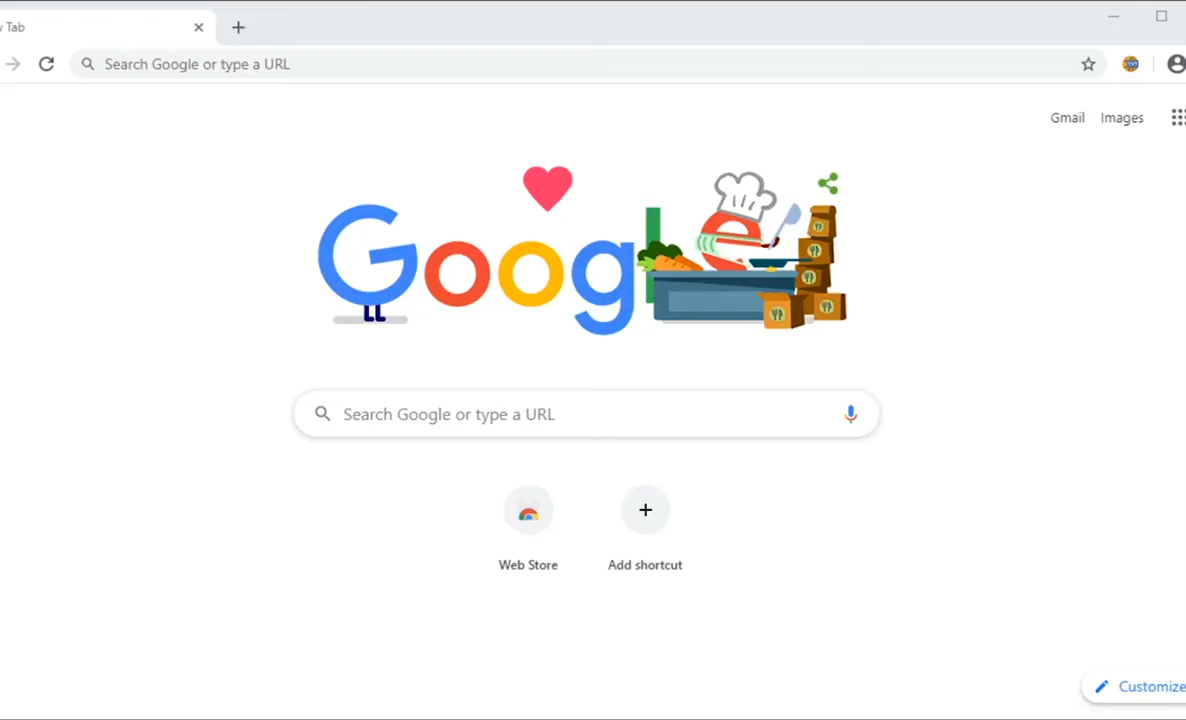 Tab
Search Google or type a URL
Gmail Images
Google
Search Google or type a URL
Web Store Add shortcut
Customize